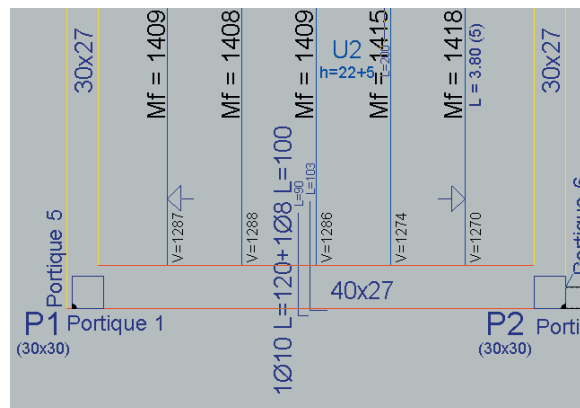 30x27
Mf = 1409
Mf = 1408
Mf = 1409
U2
h=22+5
L=200
Mf = 1415
Mf = 1418
L = 3.80 (5)
30x27
V=1287
V=1288
1Ø10 L=120+1Ø8 L=100
L=90
L=103
V=1286
V=1274
V=1270
Portique 5
40x27
P1
Portique 1
(30x30)
P2
(30x30)